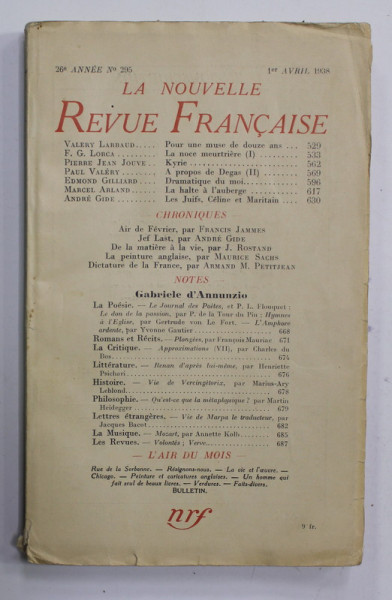 26e ANNÉE No 295 1er AVRIL 1938
LA NOUVELLE
REVUE FRANÇAISE
VALERY LARBAUD..... Pour une muse de douze ans ... 529
F. G. LORCA.......... La noce meurtrière (I) .......... 533
PIERRE JEAN JOUVE.. Kyrie ........................ 562
PAUL VALÉRY......... A propos de Degas (II) ......... 569
EDMOND GILLIARD.... Dramatique du moi............. 596
MARCEL ARLAND...... La halte à l'auberge ........... 617
ANDRÉ GIDE.......... Les Juifs, Céline et Maritain .... 630
CHRONIQUES
Air de Février, par FRANCIS JAMMES
Jef Last, par ANDRÉ GIDE
De la matière à la vie, par J. ROSTAND
La peinture anglaise, par MAURICE SACHS
Dictature de la France, par ARMAND M. PETITJEAN
NOTES
Gabriele d'Annunzio
La Poésie. — Le Journal des Poètes, et P. L. Flouquet ;
Le don de la passion, par P. de la Tour du Pin ; Hymnes
à l'Église, par Gertrude von Le Fort. — L'Amphore
ardente, par Yvonne Gautier ........ 668
Romans et Récits. — Plongées, par François Mauriac 671
La Critique. — Approximations (VII), par Charles du
Bos. ........ 674
Littérature. — Renan d'après lui-même, par Henriette
Psichari ........ 676
Histoire. — Vie de Vercingétorix, par Marius-Ary
Leblond. ........ 678
Philosophie. — Qu'est-ce que la métaphysique ? par Martin
Heidegger ........ 679
Lettres étrangères. — Vie de Marpa le traducteur, par
Jacques Bacot ........ 682
La Musique. — Mozart, par Annette Kolb ........ 685
Les Revues. — Volontés ; Verve ........ 687
— L'AIR DU MOIS —
Rue de la Sorbonne. — Résignons-nous. — La vie et l'œuvre. —
Chicago. — Peinture et caricatures anglaises. — Un homme qui
fait seul de beaux livres. — Verdures. — Faits-divers.
BULLETIN.
nrf
9 fr.